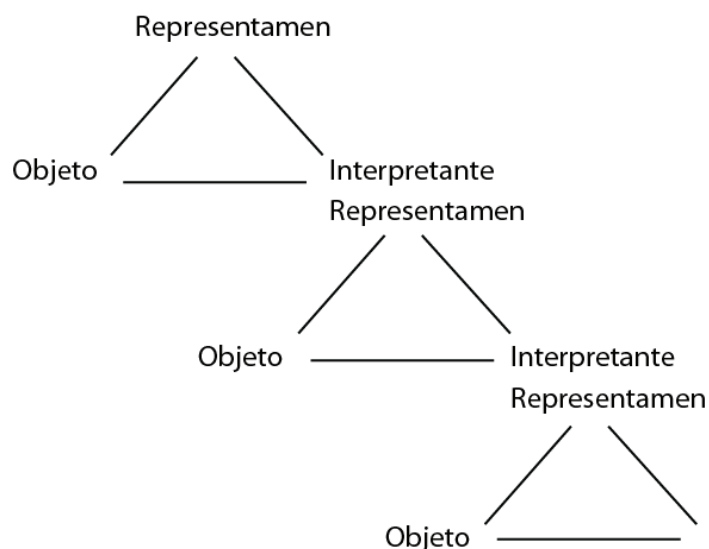 Representamen
Objeto
Interpretante
Representamen
Objeto
Interpretante
Representamen
Objeto